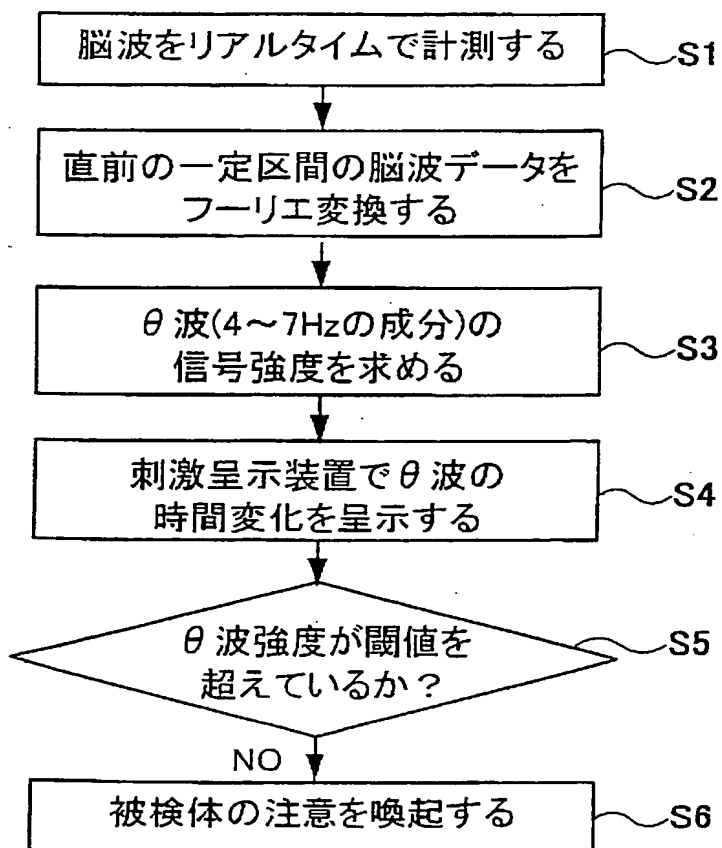 脳波をリアルタイムで計測する
S1
直前の一定区間の脳波データを
フーリエ変換する
S2
θ波(4〜7Hzの成分)の
信号強度を求める
S3
刺激呈示装置でθ波の
時間変化を呈示する
S4
θ波強度が閾値を
超えているか？
S5
NO
被検体の注意を喚起する
S6